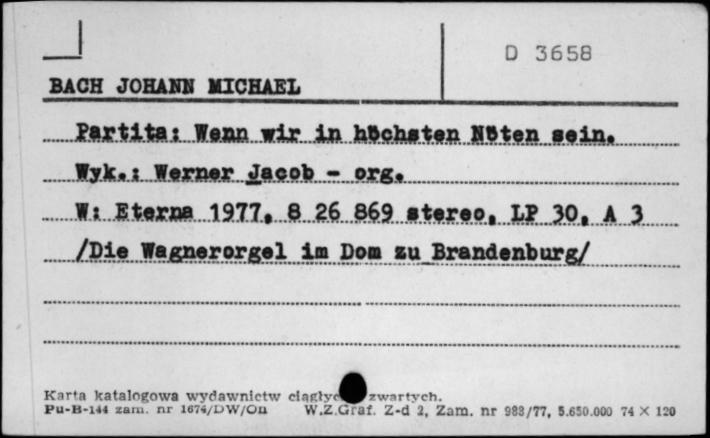 D 3658
BACH JOHANN MICHAEL
Partita: Wenn wir in höchsten Nöten sein.
Wyk.: Werner Jacob - org.
W: Eterna 1977, 8 26 869 stereo, LP 30, A 3
/Die Wagnerorgel im Dom zu Brandenburg/
Karta katalogowa wydawnictw ciągłyc zwartych.
Pu-B-144 zam. nr 1674/DW/On W.Z.Graf. Z-d 2, Zam. nr 988/77, 5.650.000 74 × 120